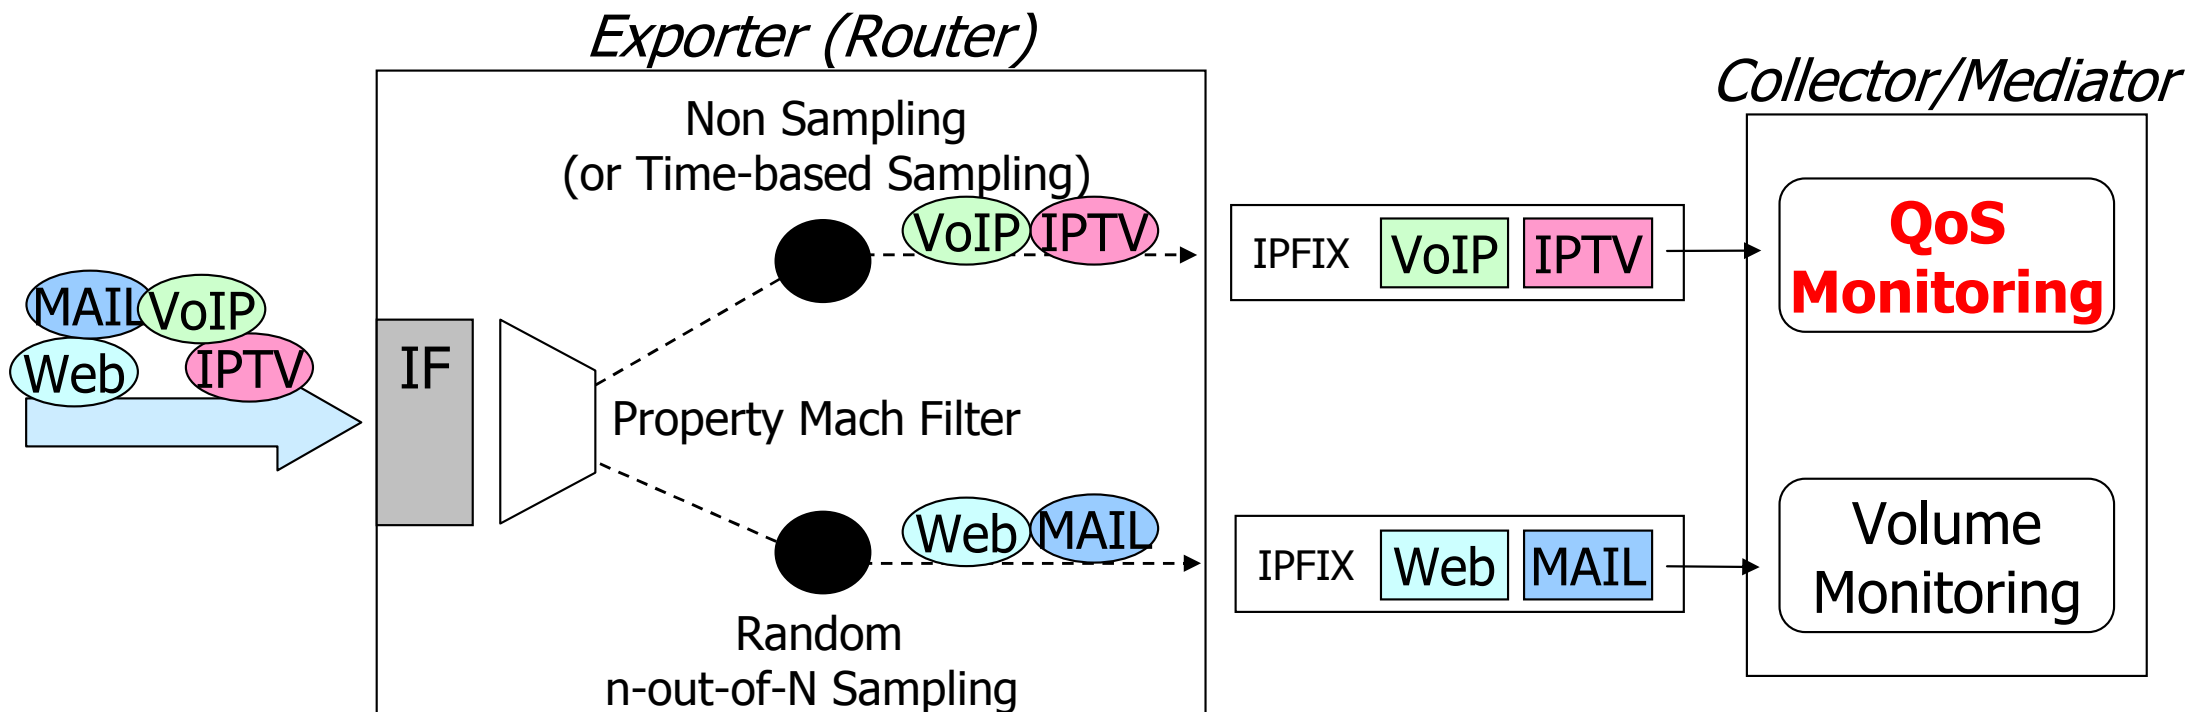 Exporter (Router)
Collector/Mediator
Non Sampling
(or Time-based Sampling)
VoIP IPTV
IPFIX VoIP IPTV
QoS
Monitoring
MAIL VoIP
Web IPTV
IF
Property Mach Filter
Web MAIL
IPFIX Web MAIL
Volume
Monitoring
Random
n-out-of-N Sampling